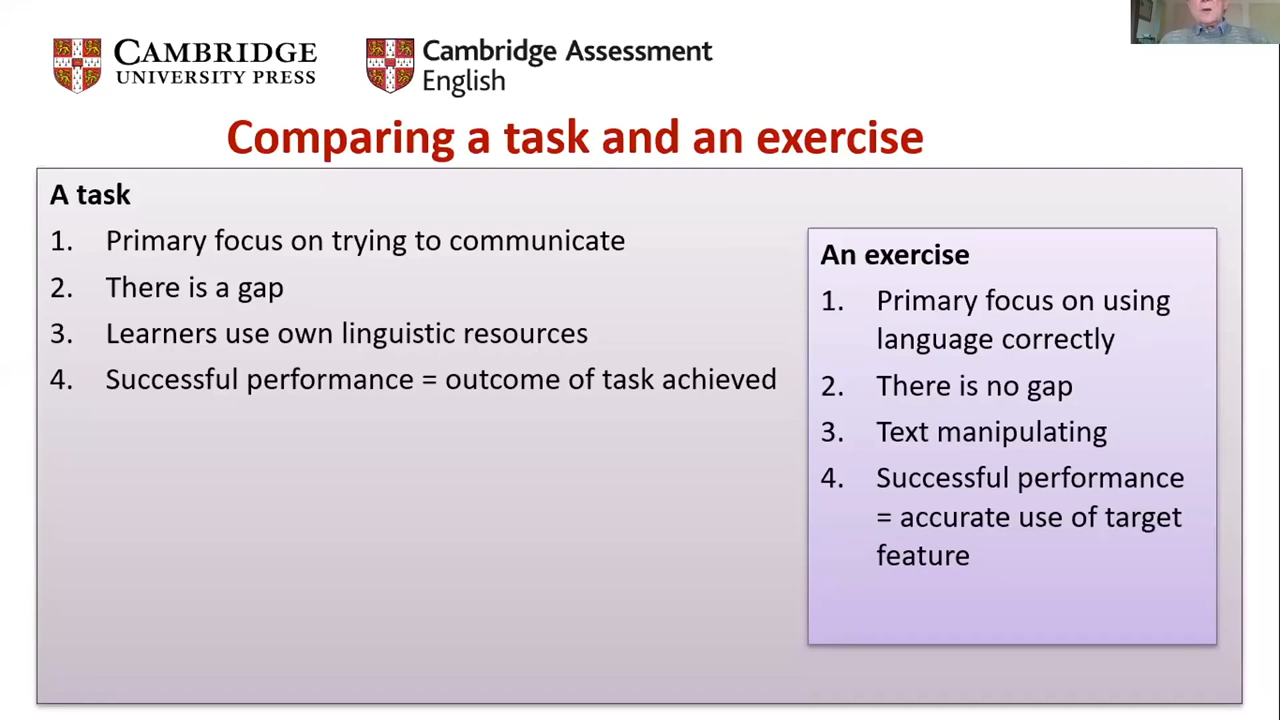 CAMBRIDGE
UNIVERSITY PRESS
Cambridge Assessment
English
Comparing a task and an exercise
A task
1. Primary focus on trying to communicate
2. There is a gap
3. Learners use own linguistic resources
4. Successful performance = outcome of task achieved
An exercise
1. Primary focus on using
language correctly
2. There is no gap
3. Text manipulating
4. Successful performance
= accurate use of target
feature